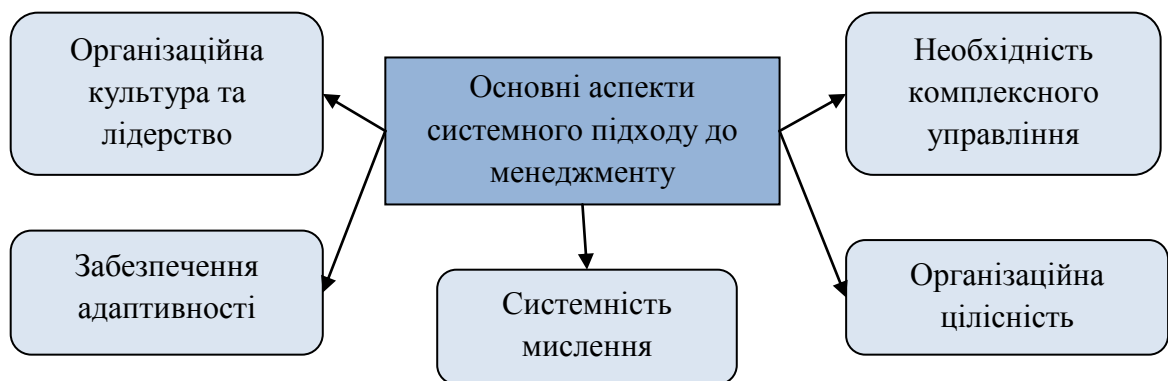 Організаційна
культура та
лідерство
Основні аспекти
системного підходу до
менеджменту
Необхідність
комплексного
управління
Забезпечення
адаптивності
Системність
мислення
Організаційна
цілісність